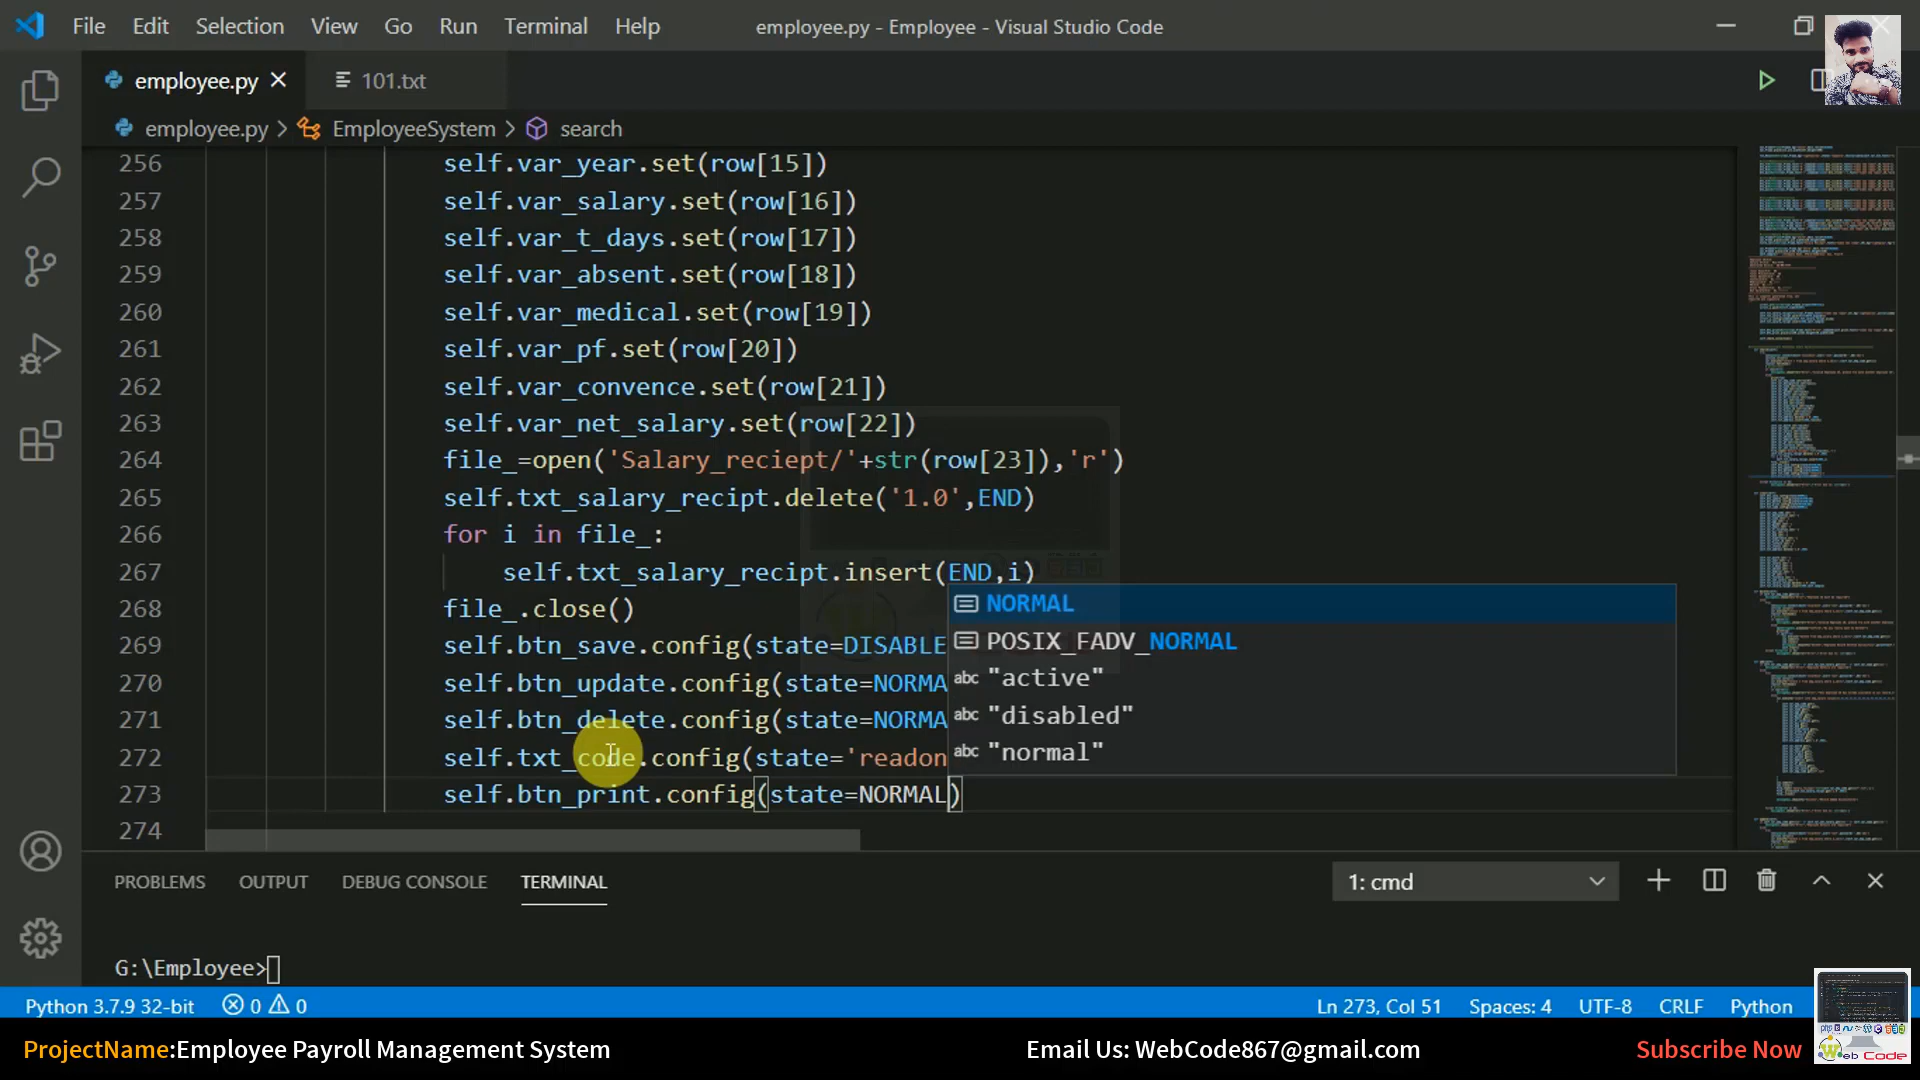 File Edit Selection View Go Run Terminal Help
employee.py - Employee - Visual Studio Code
employee.py
101.txt
employee.py > EmployeeSystem > search
256 self.var_year.set(row[15])
257 self.var_salary.set(row[16])
258 self.var_t_days.set(row[17])
259 self.var_absent.set(row[18])
260 self.var_medical.set(row[19])
261 self.var_pf.set(row[20])
262 self.var_convence.set(row[21])
263 self.var_net_salary.set(row[22])
264 file_=open('Salary_reciept/'+str(row[23]),'r')
265 self.txt_salary_recipt.delete('1.0',END)
266 for i in file_:
267 self.txt_salary_recipt.insert(END,i)
268 file_.close()
269 self.btn_save.config(state=DISABLE
270 self.btn_update.config(state=NORMA
271 self.btn_delete.config(state=NORMA
272 self.txt_code.config(state='readon
273 self.btn_print.config(state=NORMAL)
274
NORMAL
POSIX_FADV_NORMAL
abc "active"
abc "disabled"
abc "normal"
PROBLEMS OUTPUT DEBUG CONSOLE TERMINAL
1: cmd
G:\Employee>
Python 3.7.9 32-bit 0 0
Ln 273, Col 51 Spaces: 4 UTF-8 CRLF Python
ProjectName:Employee Payroll Management System
Email Us: WebCode867@gmail.com
Subscribe Now
Web Code